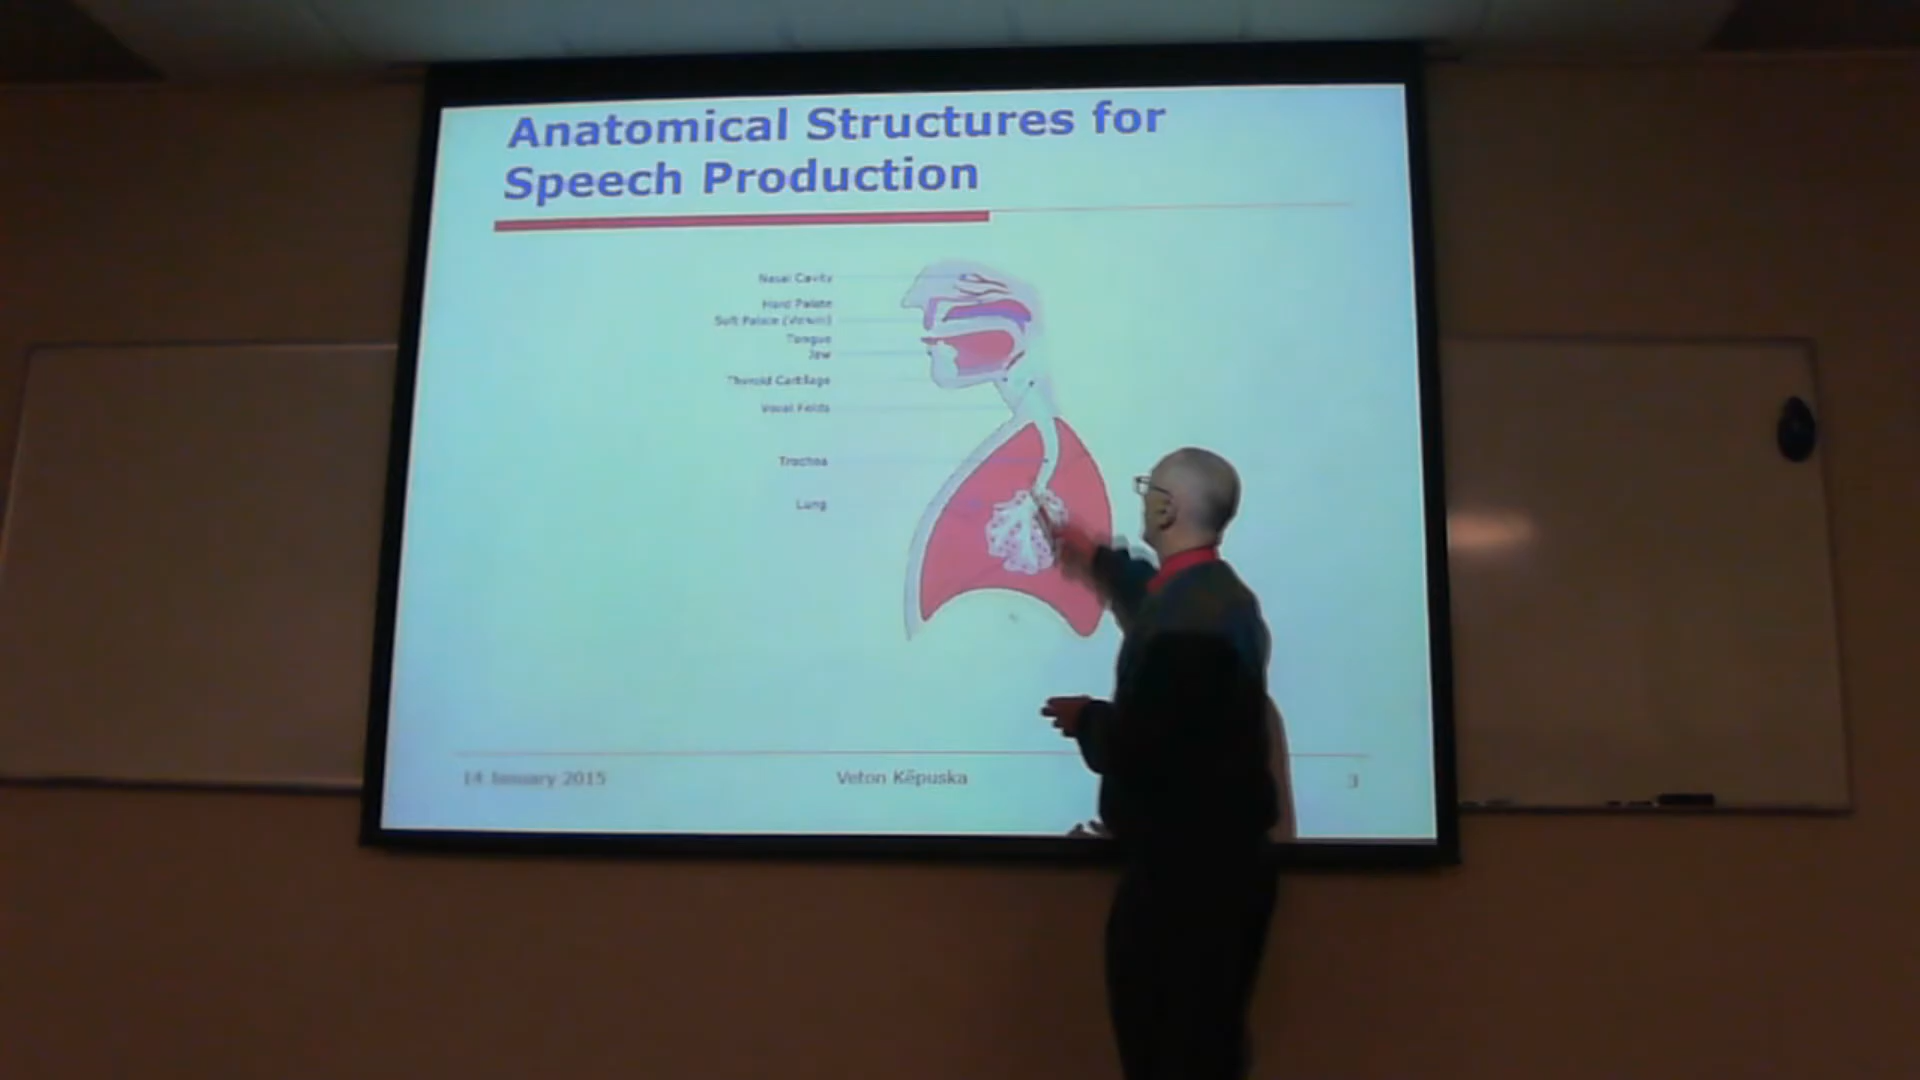 Anatomical Structures for
Speech Production
Nasal Cavity
Hard Palate
Soft Palate (Velum)
Tongue
Jaw
Thyroid Cartilage
Vocal Folds
Trachea
Lung
14 January 2015
Veton Këpuska
3